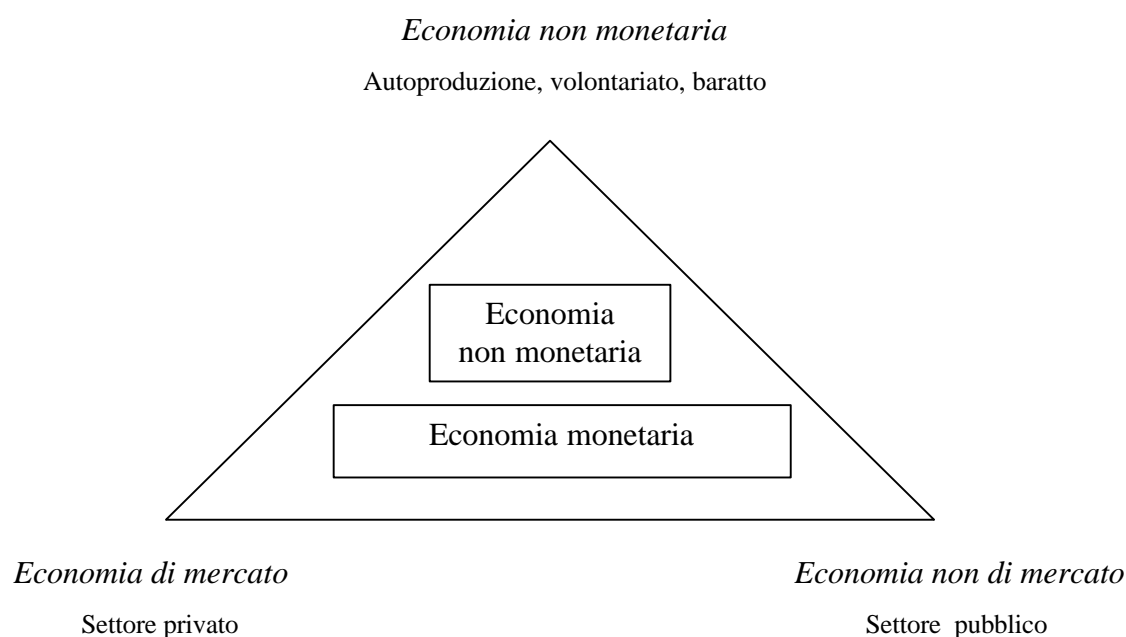 Economia non monetaria
Autoproduzione, volontariato, baratto
Economia
non monetaria
Economia monetaria
Economia di mercato
Settore privato
Economia non di mercato
Settore pubblico